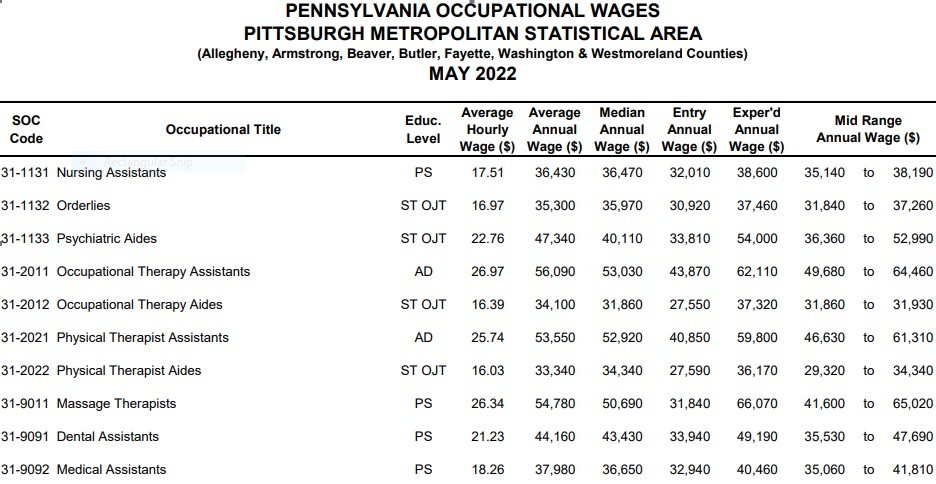 PENNSYLVANIA OCCUPATIONAL WAGES
PITTSBURGH METROPOLITAN STATISTICAL AREA
(Allegheny, Armstrong, Beaver, Butler, Fayette, Washington & Westmoreland Counties)
MAY 2022
SOC Code Occupational Title Educ. Level Average Hourly Wage ($) Average Annual Wage ($) Median Annual Wage ($) Entry Annual Wage ($) Exper'd Annual Wage ($) Mid Range Annual Wage ($)
Rectangular Snip
31-1131 Nursing Assistants PS 17.51 36,430 36,470 32,010 38,600 35,140 to 38,190
31-1132 Orderlies ST OJT 16.97 35,300 35,970 30,920 37,460 31,840 to 37,260
31-1133 Psychiatric Aides ST OJT 22.76 47,340 40,110 33,810 54,000 36,360 to 52,990
31-2011 Occupational Therapy Assistants AD 26.97 56,090 53,030 43,870 62,110 49,680 to 64,460
31-2012 Occupational Therapy Aides ST OJT 16.39 34,100 31,860 27,550 37,320 31,860 to 31,930
31-2021 Physical Therapist Assistants AD 25.74 53,550 52,920 40,850 59,800 46,630 to 61,310
31-2022 Physical Therapist Aides ST OJT 16.03 33,340 34,340 27,590 36,170 29,320 to 34,340
31-9011 Massage Therapists PS 26.34 54,780 50,690 31,840 66,070 41,600 to 65,020
31-9091 Dental Assistants PS 21.23 44,160 43,430 33,940 49,190 35,530 to 47,690
31-9092 Medical Assistants PS 18.26 37,980 36,650 32,940 40,460 35,060 to 41,810